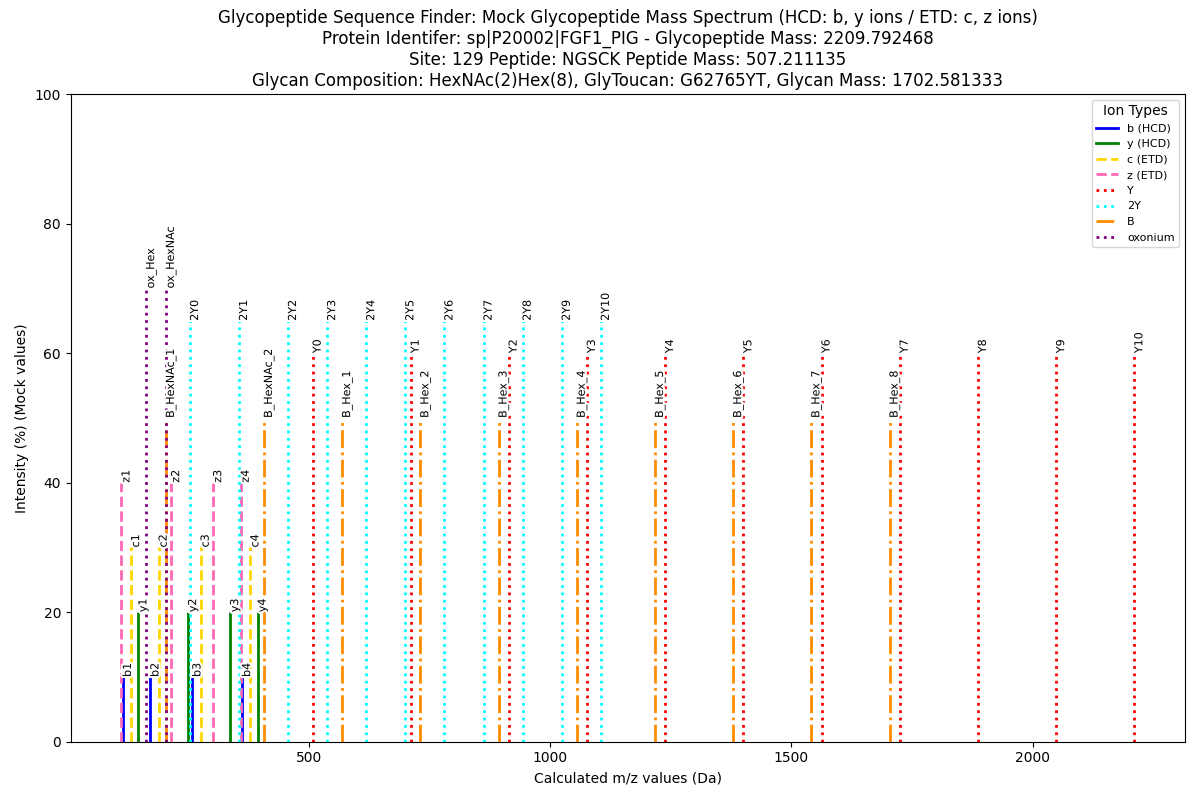 Glycopeptide Sequence Finder: Mock Glycopeptide Mass Spectrum (HCD: b, y ions / ETD: c, z ions)
Protein Identifer: sp|P20002|FGF1_PIG - Glycopeptide Mass: 2209.792468
Site: 129 Peptide: NGSCK Peptide Mass: 507.211135
Glycan Composition: HexNAc(2)Hex(8), GlyToucan: G62765YT, Glycan Mass: 1702.581333
Intensity (%) (Mock values)
100
80
60
40
20
0
Ion Types
b (HCD)
y (HCD)
c (ETD)
z (ETD)
Y
2Y
B
oxonium
ox_Hex
ox_HexNAc
2Y0
2Y1
2Y2
2Y3
2Y4
2Y5
2Y6
2Y7
2Y8
2Y9
2Y10
Y0
Y1
Y2
Y3
Y4
Y5
Y6
Y7
Y8
Y9
Y10
B_HexNAc_1
B_HexNAc_2
B_Hex_1
B_Hex_2
B_Hex_3
B_Hex_4
B_Hex_5
B_Hex_6
B_Hex_7
B_Hex_8
z1
z2
z3
z4
c1
c2
c3
c4
y1
y2
y3
y4
b1
b2
b3
b4
500
1000
1500
2000
Calculated m/z values (Da)